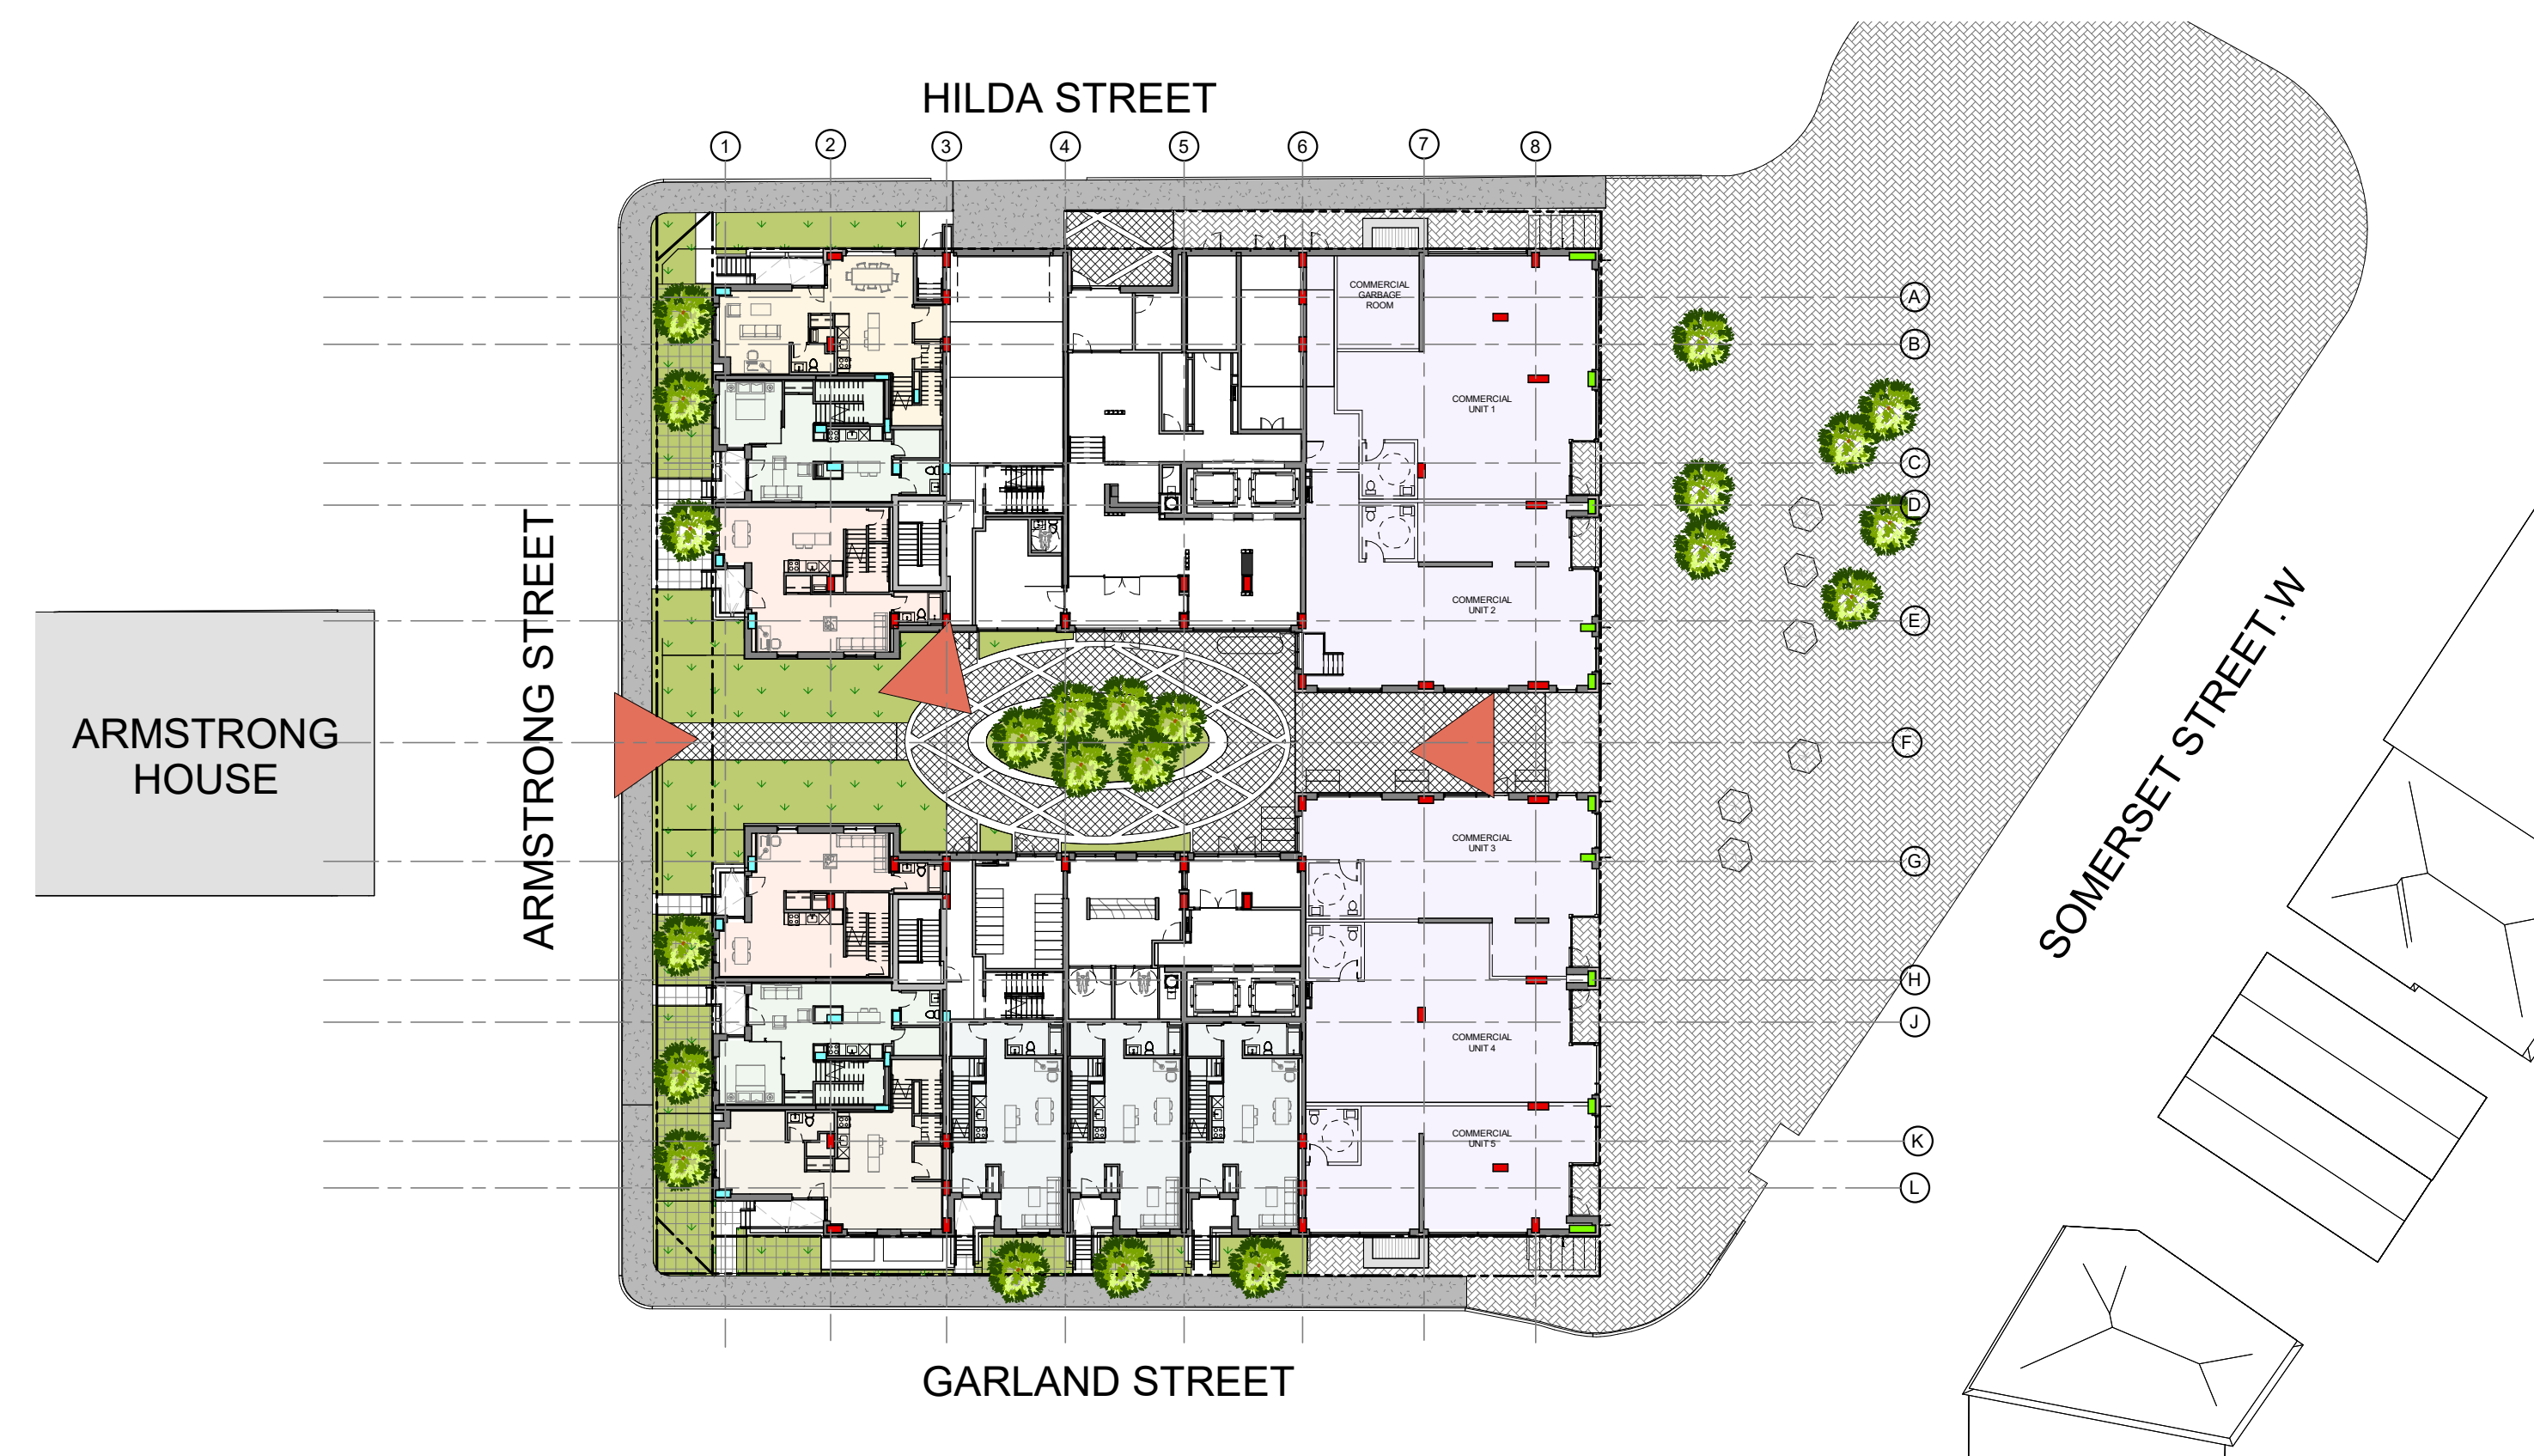 HILDA STREET
1
2
3
4
5
6
7
8
COMMERCIAL
GARBAGE
ROOM
A
B
COMMERCIAL
UNIT 1
C
D
COMMERCIAL
UNIT 2
E
ARMSTRONG
HOUSE
ARMSTRONG STREET
F
SOMERSET STREET.W
COMMERCIAL
UNIT 3
G
H
J
COMMERCIAL
UNIT 4
COMMERCIAL
UNIT 5
K
L
GARLAND STREET